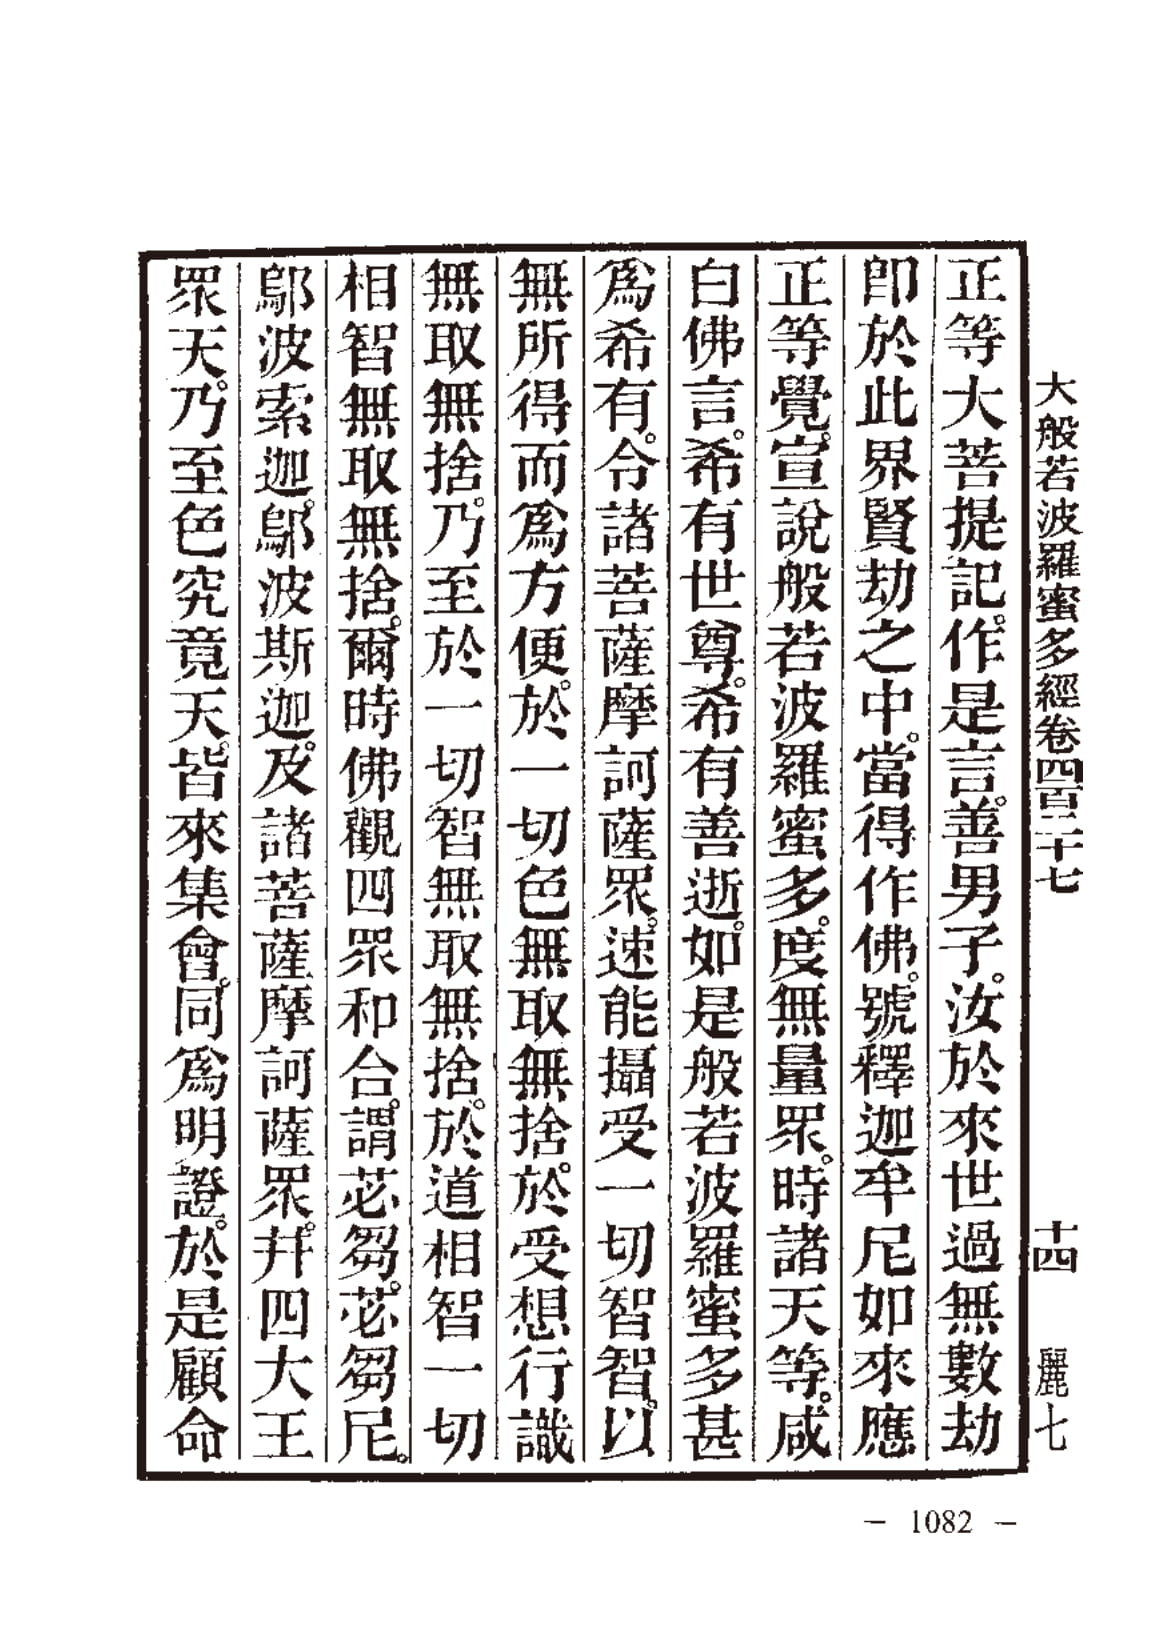 大般若波羅蜜多經卷四百二十七 十四 麗七
正等大菩提記。作是言。善男子。汝於來世過無數劫
卽於此界賢劫之中。當得作佛。號釋迦牟尼如來應
正等覺。宣說般若波羅蜜多。度無量眾。時諸天等。咸
白佛言。希有世尊。希有善逝。如是般若波羅蜜多甚
爲希有。令諸菩薩摩訶薩眾。速能攝受一切智智。以
無所得而爲方便。於一切色無取無捨。於受想行識
無取無捨。乃至於一切智無取無捨。於道相智一切
相智無取無捨。爾時佛觀四眾和合。謂苾芻。苾芻尼。
鄔波索迦。鄔波斯迦。及諸菩薩摩訶薩眾。幷四大王
眾天。乃至色究竟天。皆來集會。同爲明證。於是顧命
— 1082 —